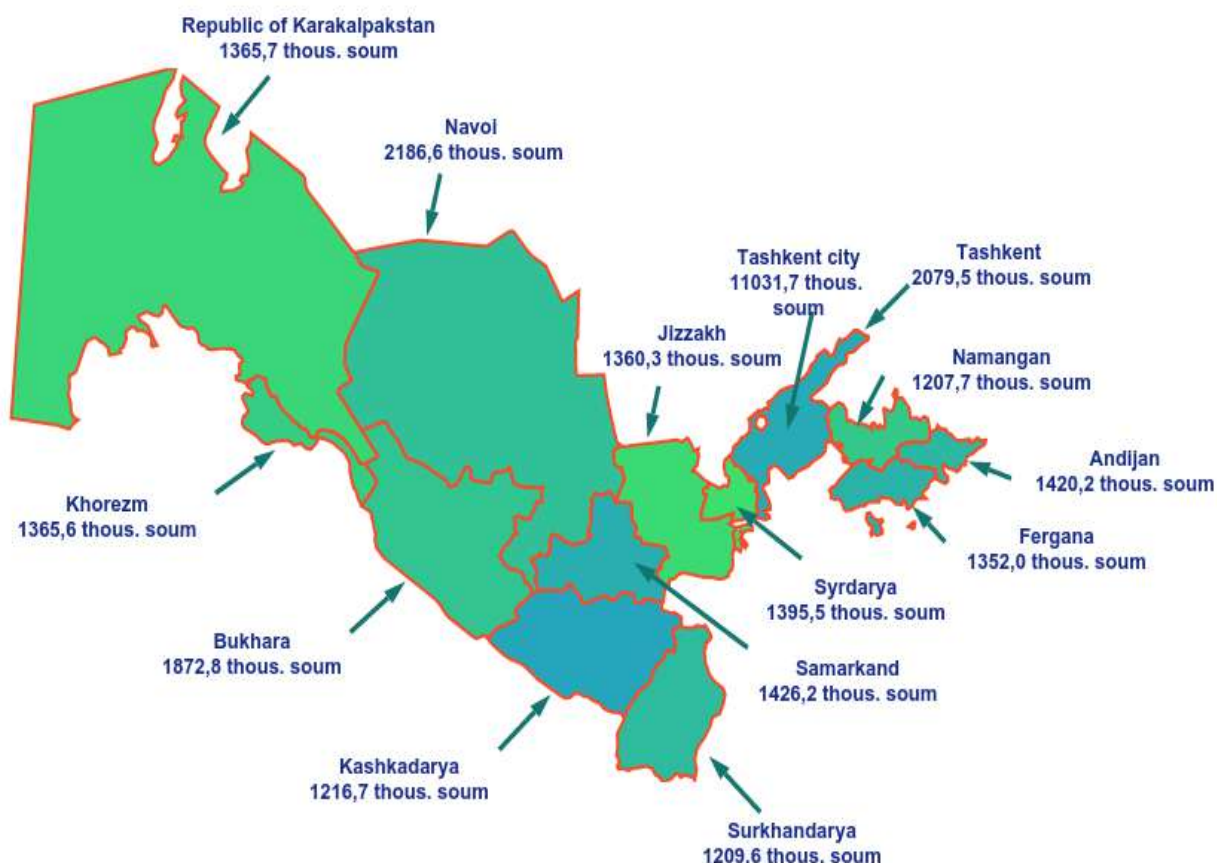 Republic of Karakalpakstan
1365,7 thous. soum
Navoi
2186,6 thous. soum
Tashkent city
11031,7 thous.
soum
Tashkent
2079,5 thous. soum
Jizzakh
1360,3 thous. soum
Namangan
1207,7 thous. soum
Andijan
1420,2 thous. soum
Khorezm
1365,6 thous. soum
Fergana
1352,0 thous. soum
Syrdarya
1395,5 thous. soum
Bukhara
1872,8 thous. soum
Samarkand
1426,2 thous. soum
Kashkadarya
1216,7 thous. soum
Surkhandarya
1209,6 thous. soum